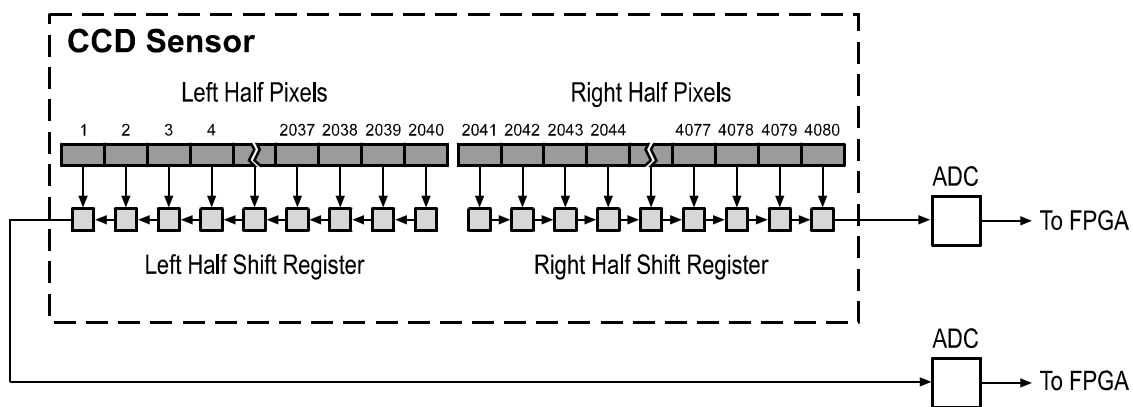 CCD Sensor
Left Half Pixels Right Half Pixels
1 2 3 4 2037 2038 2039 2040 2041 2042 2043 2044 4077 4078 4079 4080
ADC
To FPGA
Left Half Shift Register Right Half Shift Register
ADC
To FPGA